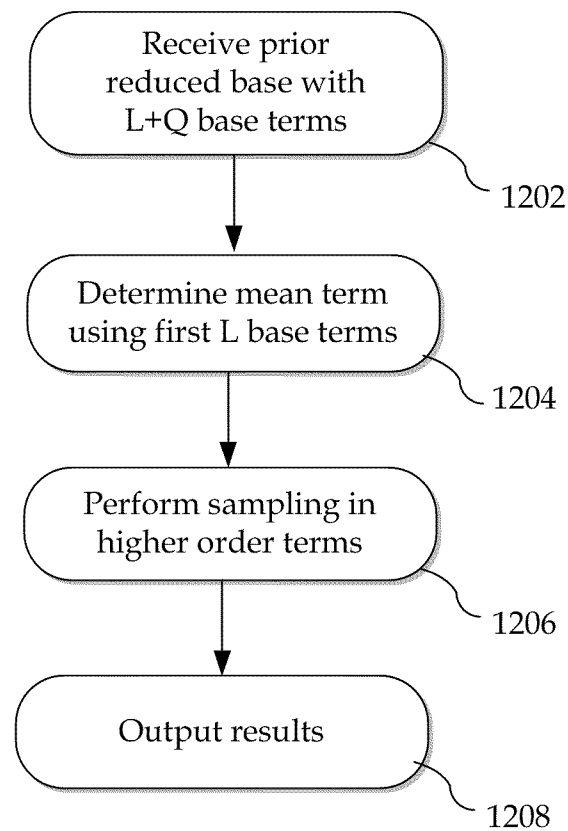 Receive prior
reduced base with
L+Q base terms
1202
Determine mean term
using first L base terms
1204
Perform sampling in
higher order terms
1206
Output results
1208